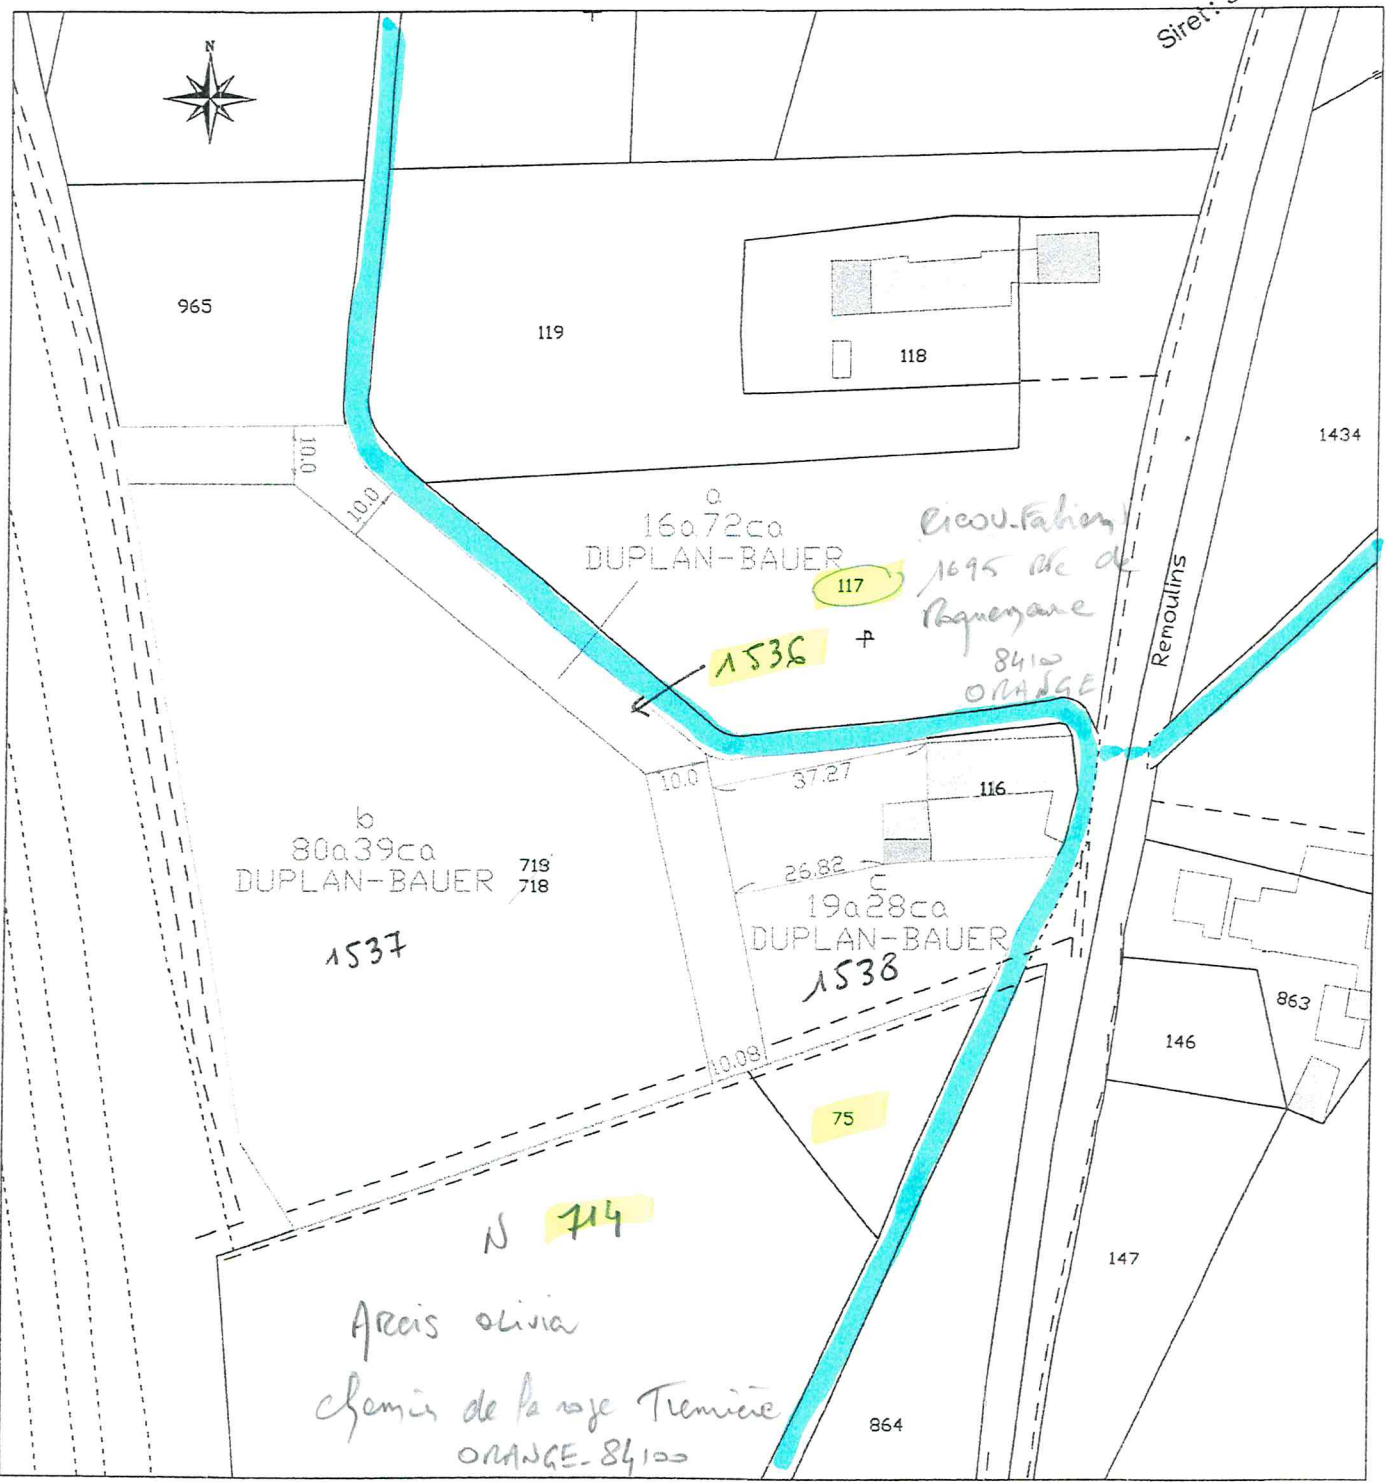 Siret:
N
965
119
118
1434
10.0
10.0
a
16a72ca
DUPLAN-BAUER
117
1536
Ricou-Fabien
1695 Rte de
84100
ORANGE
Remoulins
10.0
37.27
116
b
80a39ca
DUPLAN-BAUER
719
718
1537
26.82
c
19a28ca
DUPLAN-BAUER
1538
10.08
863
146
75
N 714
147
Arcis olivia
chemin de la rose Tremière
ORANGE-84100
864